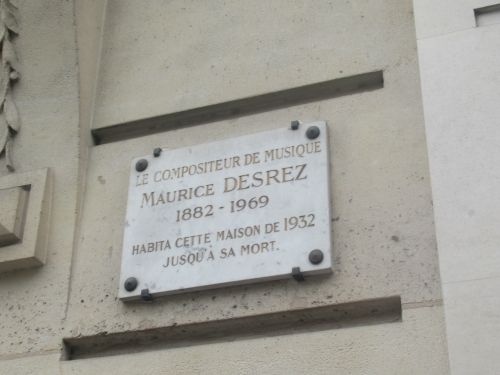 LE COMPOSITEUR DE MUSIQUE
MAURICE DESREZ
1882 - 1969
HABITA CETTE MAISON DE 1932
JUSQU'À SA MORT.